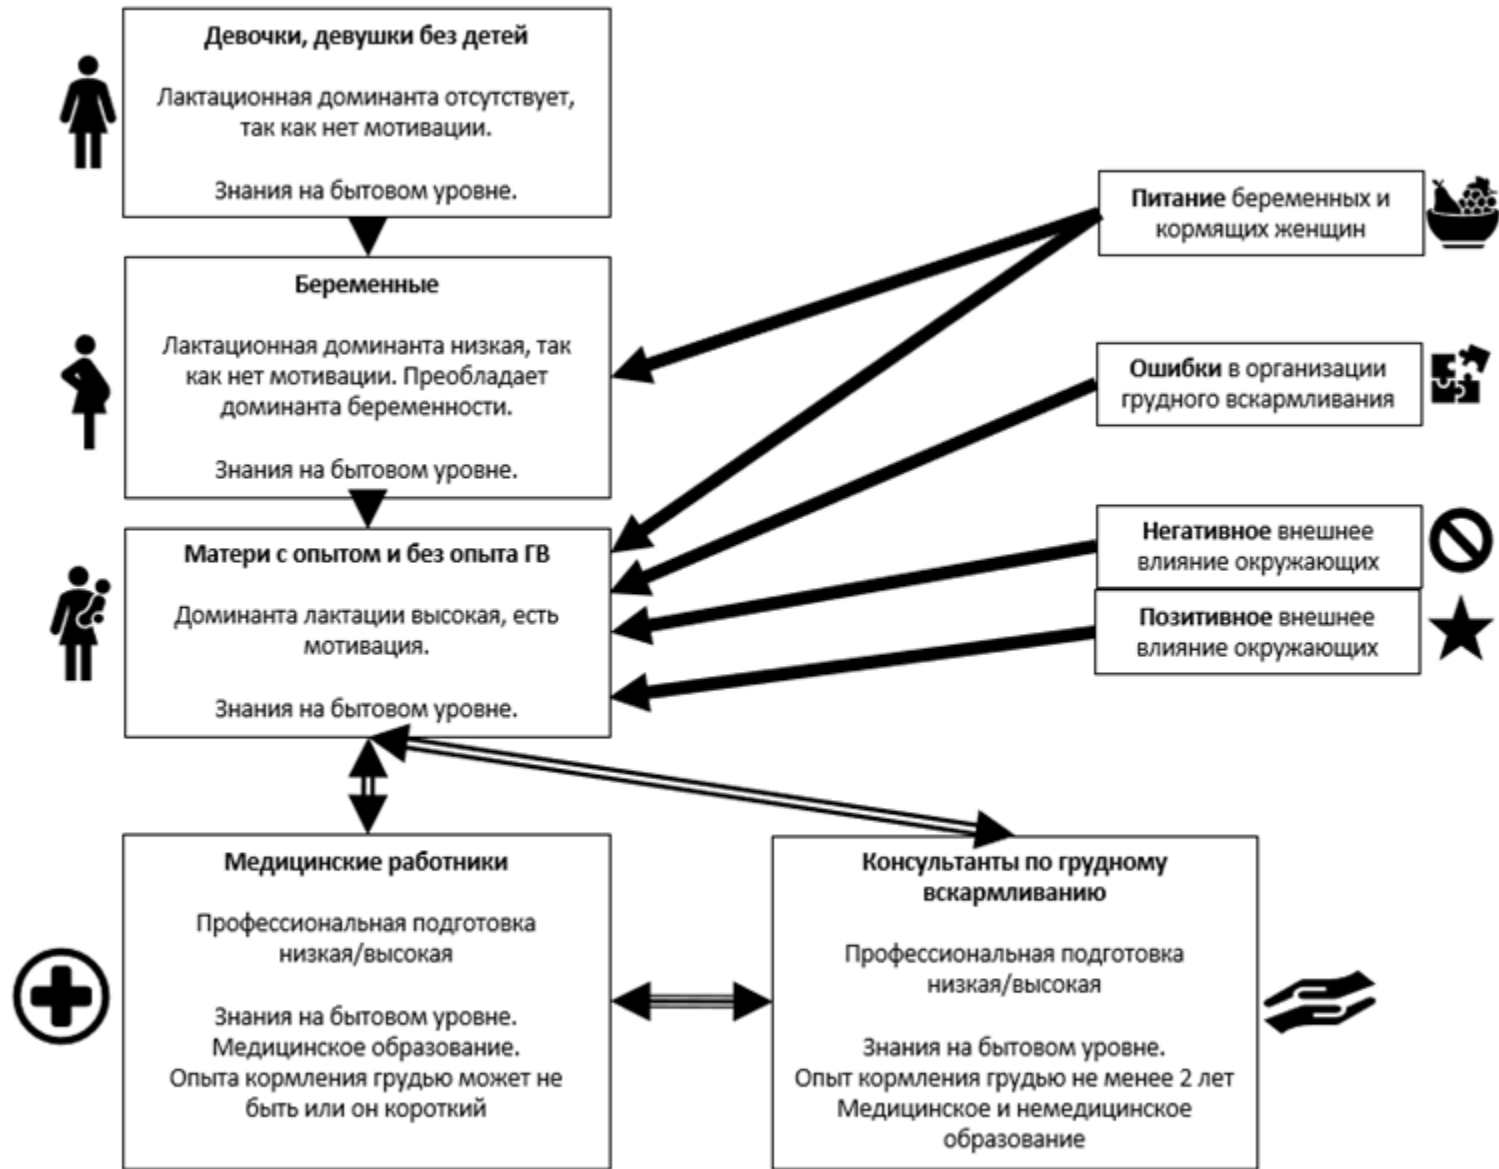 Девочки, девушки без детей
Лактационная доминанта отсутствует,
так как нет мотивации.
Знания на бытовом уровне.
Питание беременных и
кормящих женщин
Беременные
Лактационная доминанта низкая, так
как нет мотивации. Преобладает
доминанта беременности.
Знания на бытовом уровне.
Ошибки в организации
грудного вскармливания
Матери с опытом и без опыта ГВ
Доминанта лактации высокая, есть
мотивация.
Знания на бытовом уровне.
Негативное внешнее
влияние окружающих
Позитивное внешнее
влияние окружающих
Медицинские работники
Профессиональная подготовка
низкая/высокая
Знания на бытовом уровне.
Медицинское образование.
Опыта кормления грудью может не
быть или он короткий
Консультанты по грудному
вскармливанию
Профессиональная подготовка
низкая/высокая
Знания на бытовом уровне.
Опыт кормления грудью не менее 2 лет
Медицинское и немедицинское
образование